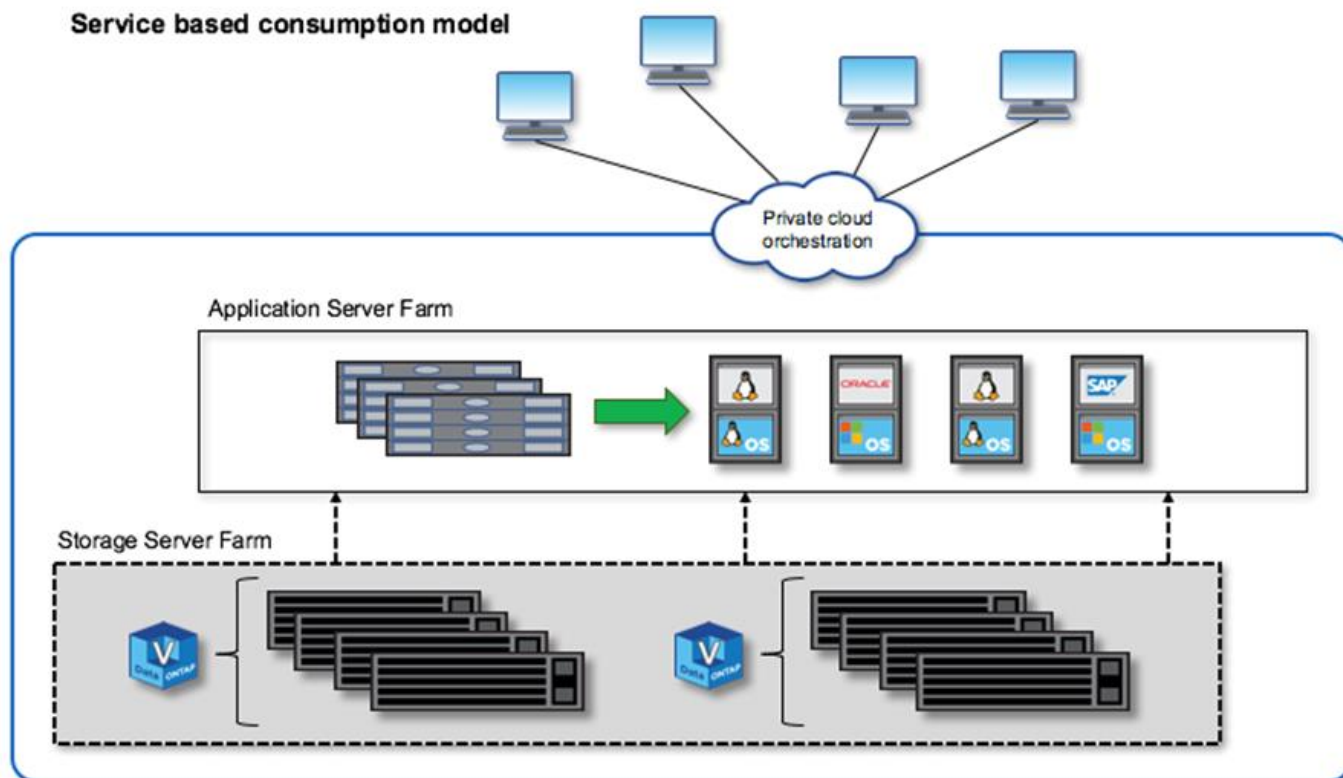 Service based consumption model
Private cloud
orchestration
Application Server Farm
ORACLE
SAP
OS
OS
OS
OS
Storage Server Farm
V
Data ONTAP
V
Data ONTAP